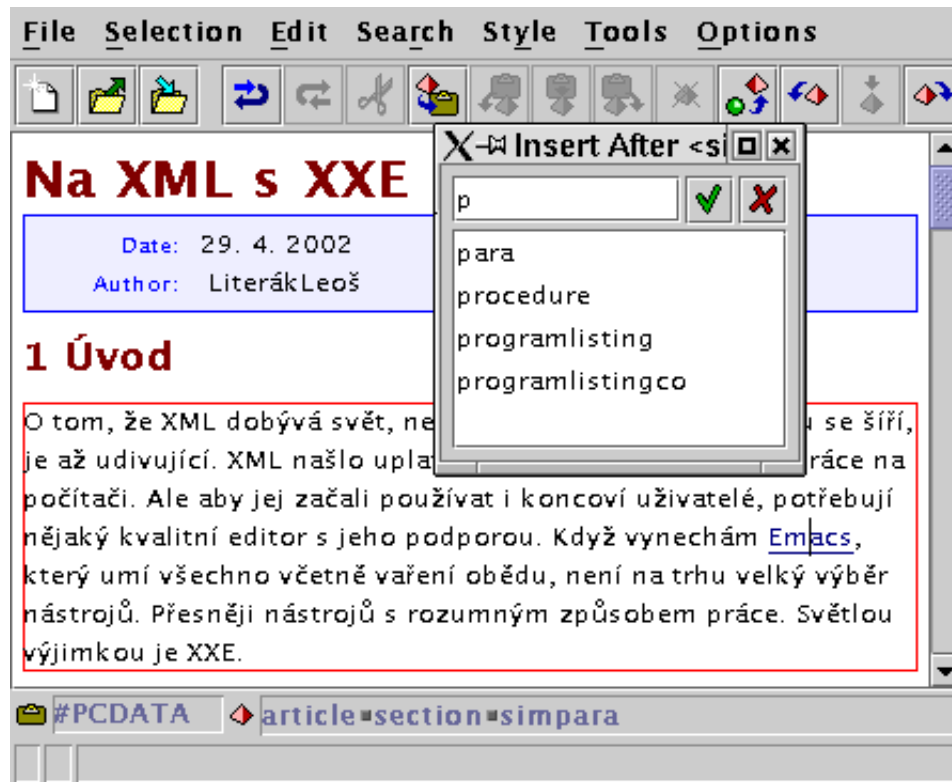 File Selection Edit Search Style Tools Options
Insert After <si
p
para
procedure
programlisting
programlistingco
Na XML s XXE
Date: 29. 4. 2002
Author: LiterákLeoš
1 Úvod
O tom, že XML dobývá svět, ne se šíří,
je až udivující. XML našlo uplat ráce na
počítači. Ale aby jej začali používat i koncoví uživatelé, potřebují
nějaký kvalitní editor s jeho podporou. Když vynechám Emacs,
který umí všechno včetně vaření obědu, není na trhu velký výběr
nástrojů. Přesněji nástrojů s rozumným způsobem práce. Světlou
výjimkou je XXE.
#PCDATA article section simpara